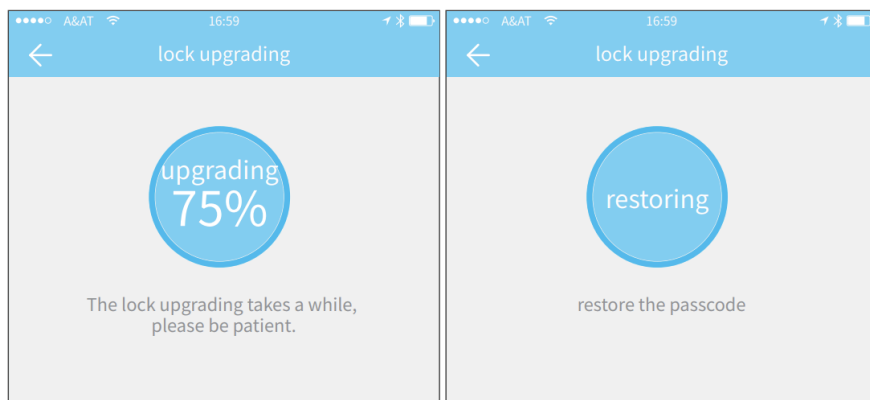 A&AT 16:59
lock upgrading
upgrading
75%
The lock upgrading takes a while,
please be patient.
A&AT 16:59
lock upgrading
restoring
restore the passcode